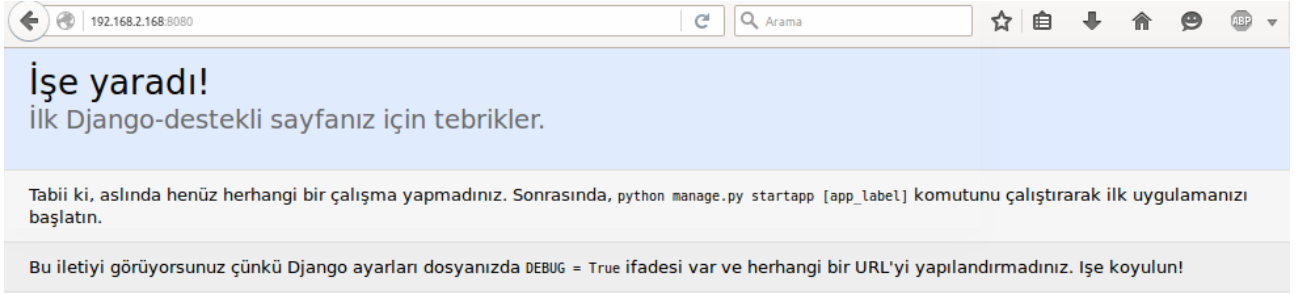 192.168.2.168:8080
Arama
ABP
İşe yaradı!
İlk Django-destekli sayfanız için tebrikler.
Tabii ki, aslında henüz herhangi bir çalışma yapmadınız. Sonrasında, python manage.py startapp [app_label] komutunu çalıştırarak ilk uygulamanızı
başlatın.
Bu iletiyi görüyorsunuz çünkü Django ayarları dosyanızda DEBUG = True ifadesi var ve herhangi bir URL'yi yapılandırmadınız. Işe koyulun!